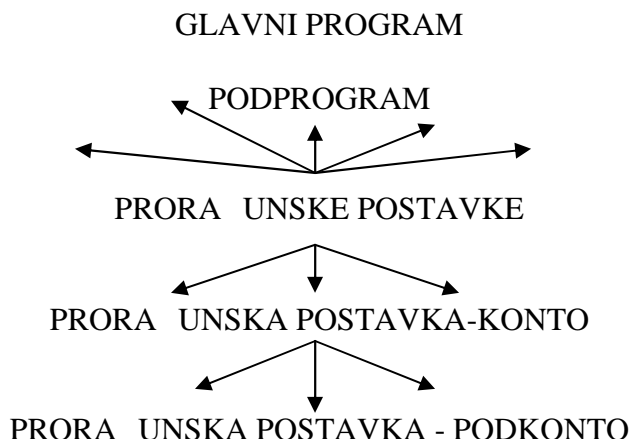 GLAVNI PROGRAM
PODPROGRAM
PRORA UNSKE POSTAVKE
PRORA UNSKA POSTAVKA-KONTO
PRORA UNSKA POSTAVKA - PODKONTO